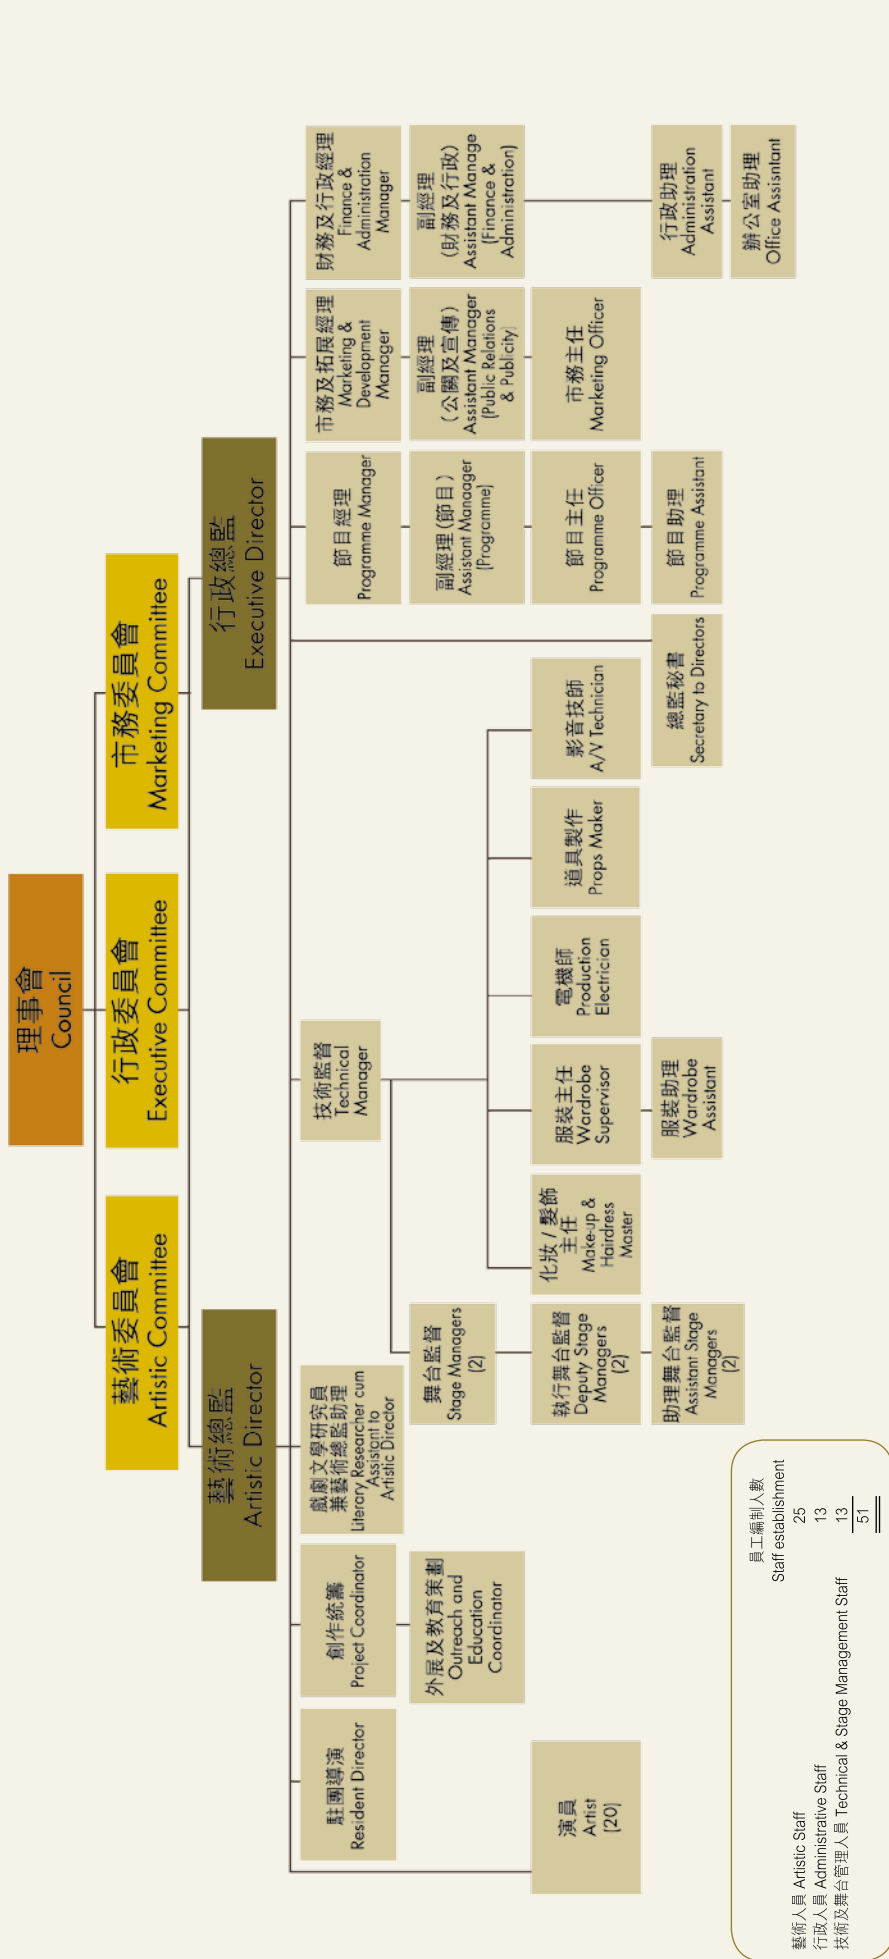 理事會
Council
藝術委員會
Artistic Committee
行政委員會
Executive Committee
市務委員會
Marketing Committee
藝術總監
Artistic Director
行政總監
Executive Director
駐團導演
Resident Director
創作統籌
Project Coordinator
戲劇文學研究員
兼藝術總監助理
Literary Researcher cum
Assistant to
Artistic Director
技術監督
Technical
Manager
節目經理
Programme Manager
市務及拓展經理
Marketing &
Development
Manager
財務及行政經理
Finance &
Administration
Manager
外展及教育策劃
Outreach and
Education
Coordinator
舞台監督
Stage Managers
(2)
副經理(節目)
Assistant Manaager
(Programme)
副經理
(公關及宣傳)
Assistant Manager
(Public Relations
& Publicity)
副經理
(財務及行政)
Assistant Manage
(Finance &
Administration)
演員
Artist
(20)
執行舞台監督
Deputy Stage
Managers
(2)
化妝 / 髮飾
主任
Make-up &
Hairdress
Master
服裝主任
Wardrobe
Supervisor
電機師
Production
Electrician
道具製作
Props Maker
影音技師
A/V Technician
節目主任
Programme Officer
市務主任
Marketing Officer
助理舞台監督
Assistant Stage
Managers
(2)
服裝助理
Wardrobe
Assistant
總監秘書
Secretary to Directors
節目助理
Programme Assistant
行政助理
Administration
Assistant
辦公室助理
Office Assisntant
員工編制人數
Staff establishment
藝術人員 Artistic Staff 25
行政人員 Administrative Staff 13
技術及舞台管理人員 Technical & Stage Management Staff 13
51